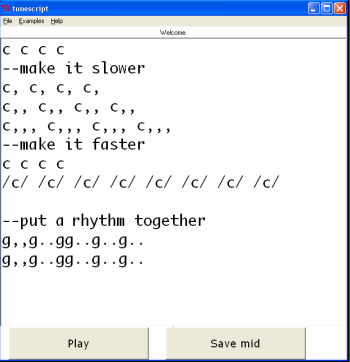 tunescript
File Examples Help
Welcome.
c c c c
--make it slower
c, c, c, c,
c,, c,, c,, c,,
c,,, c,,, c,,, c,,,
--make it faster
c c c c
/c/ /c/ /c/ /c/ /c/ /c/ /c/ /c/
--put a rhythm together
g,,g..gg..g..g..
g,,g..gg..g..g..
Play Save mid